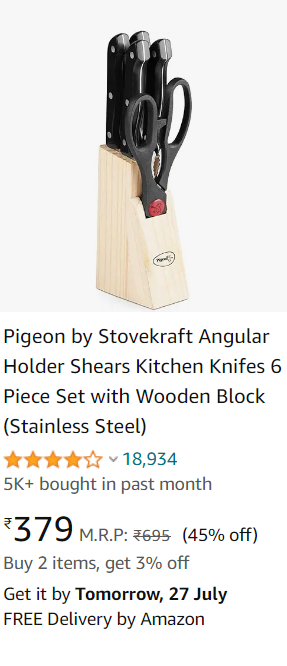 Pigeon
Pigeon by Stovekraft Angular
Holder Shears Kitchen Knifes 6
Piece Set with Wooden Block
(Stainless Steel)
18,934
5K+ bought in past month
₹379 M.R.P: ₹695 (45% off)
Buy 2 items, get 3% off
Get it by Tomorrow, 27 July
FREE Delivery by Amazon